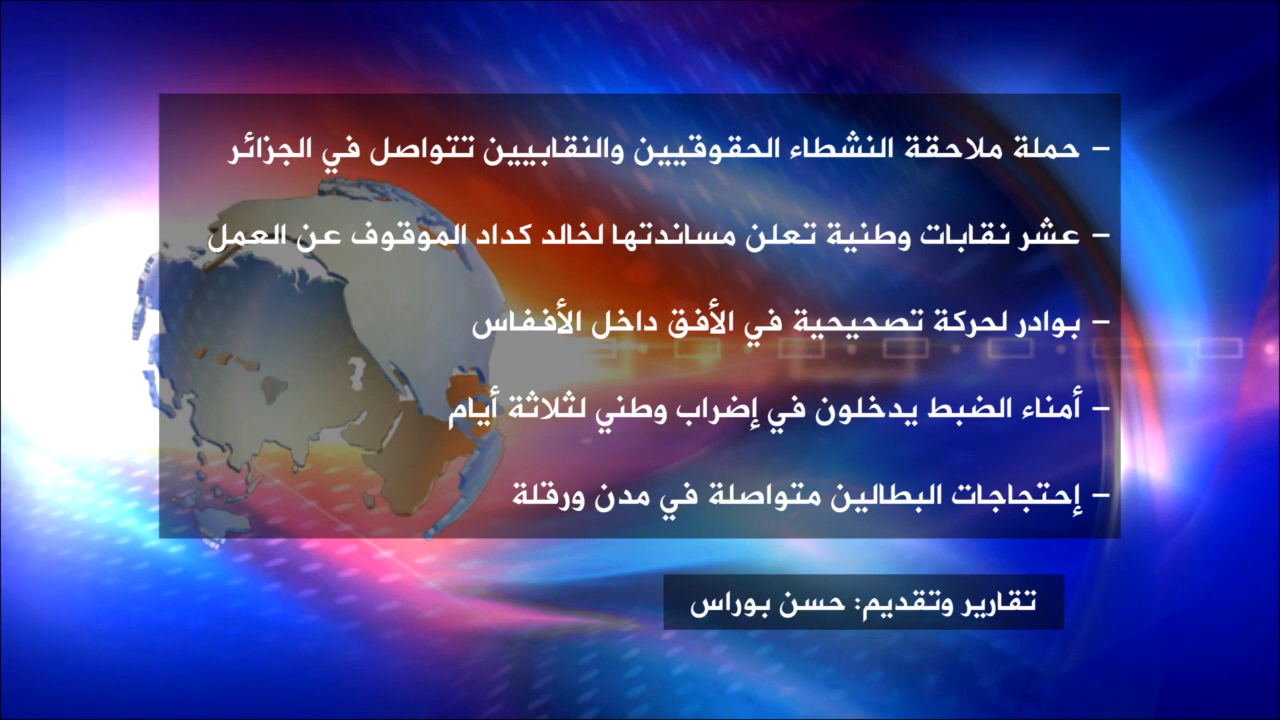 - حملة ملاحقة النشطاء الحقوقيين والنقابيين تتواصل في الجزائر
- عشر نقابات وطنية تعلن مساندتها لخالد كداد الموقوف عن العمل
- بوادر لحركة تصحيحية في الأفق داخل الأففاس
- أمناء الضبط يدخلون في إضراب وطني لثلاثة أيام
- إحتجاجات البطالين متواصلة في مدن ورقلة
تقارير وتقديم: حسن بوراس